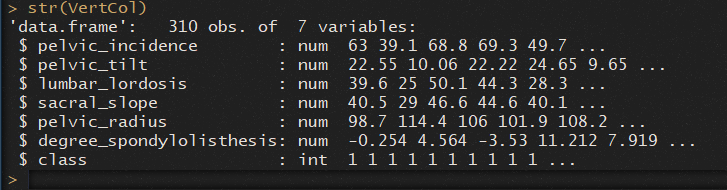 > str(VertCol)
'data.frame':   310 obs. of  7 variables:
 $ pelvic_incidence        : num  63 39.1 68.8 69.3 49.7 ...
 $ pelvic_tilt             : num  22.55 10.06 22.22 24.65 9.65 ...
 $ lumbar_lordosis         : num  39.6 25 50.1 44.3 28.3 ...
 $ sacral_slope            : num  40.5 29 46.6 44.6 40.1 ...
 $ pelvic_radius           : num  98.7 114.4 106 101.9 108.2 ...
 $ degree_spondylolisthesis: num  -0.254 4.564 -3.53 11.212 7.919 ...
 $ class                   : int  1 1 1 1 1 1 1 1 1 1 ...
>